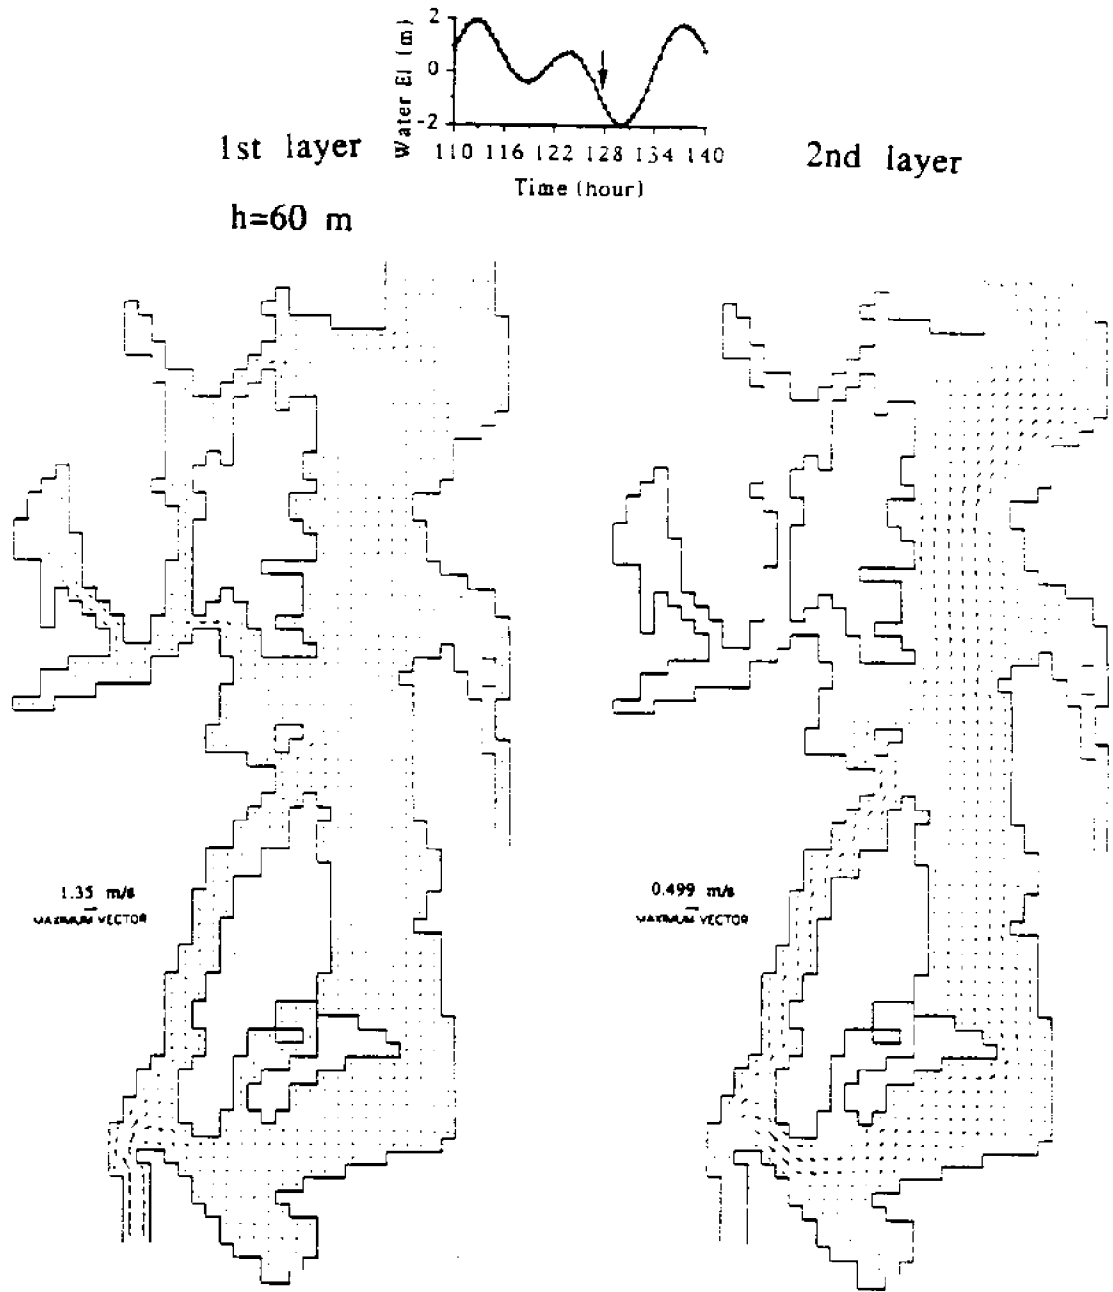 2
0
-2
Water El (m)
110 116 122 128 134 140
Time (hour)
1st layer
2nd layer
h=60 m
1.35 m/s
MAXIMUM VECTOR
0.499 m/s
MAXIMUM VECTOR